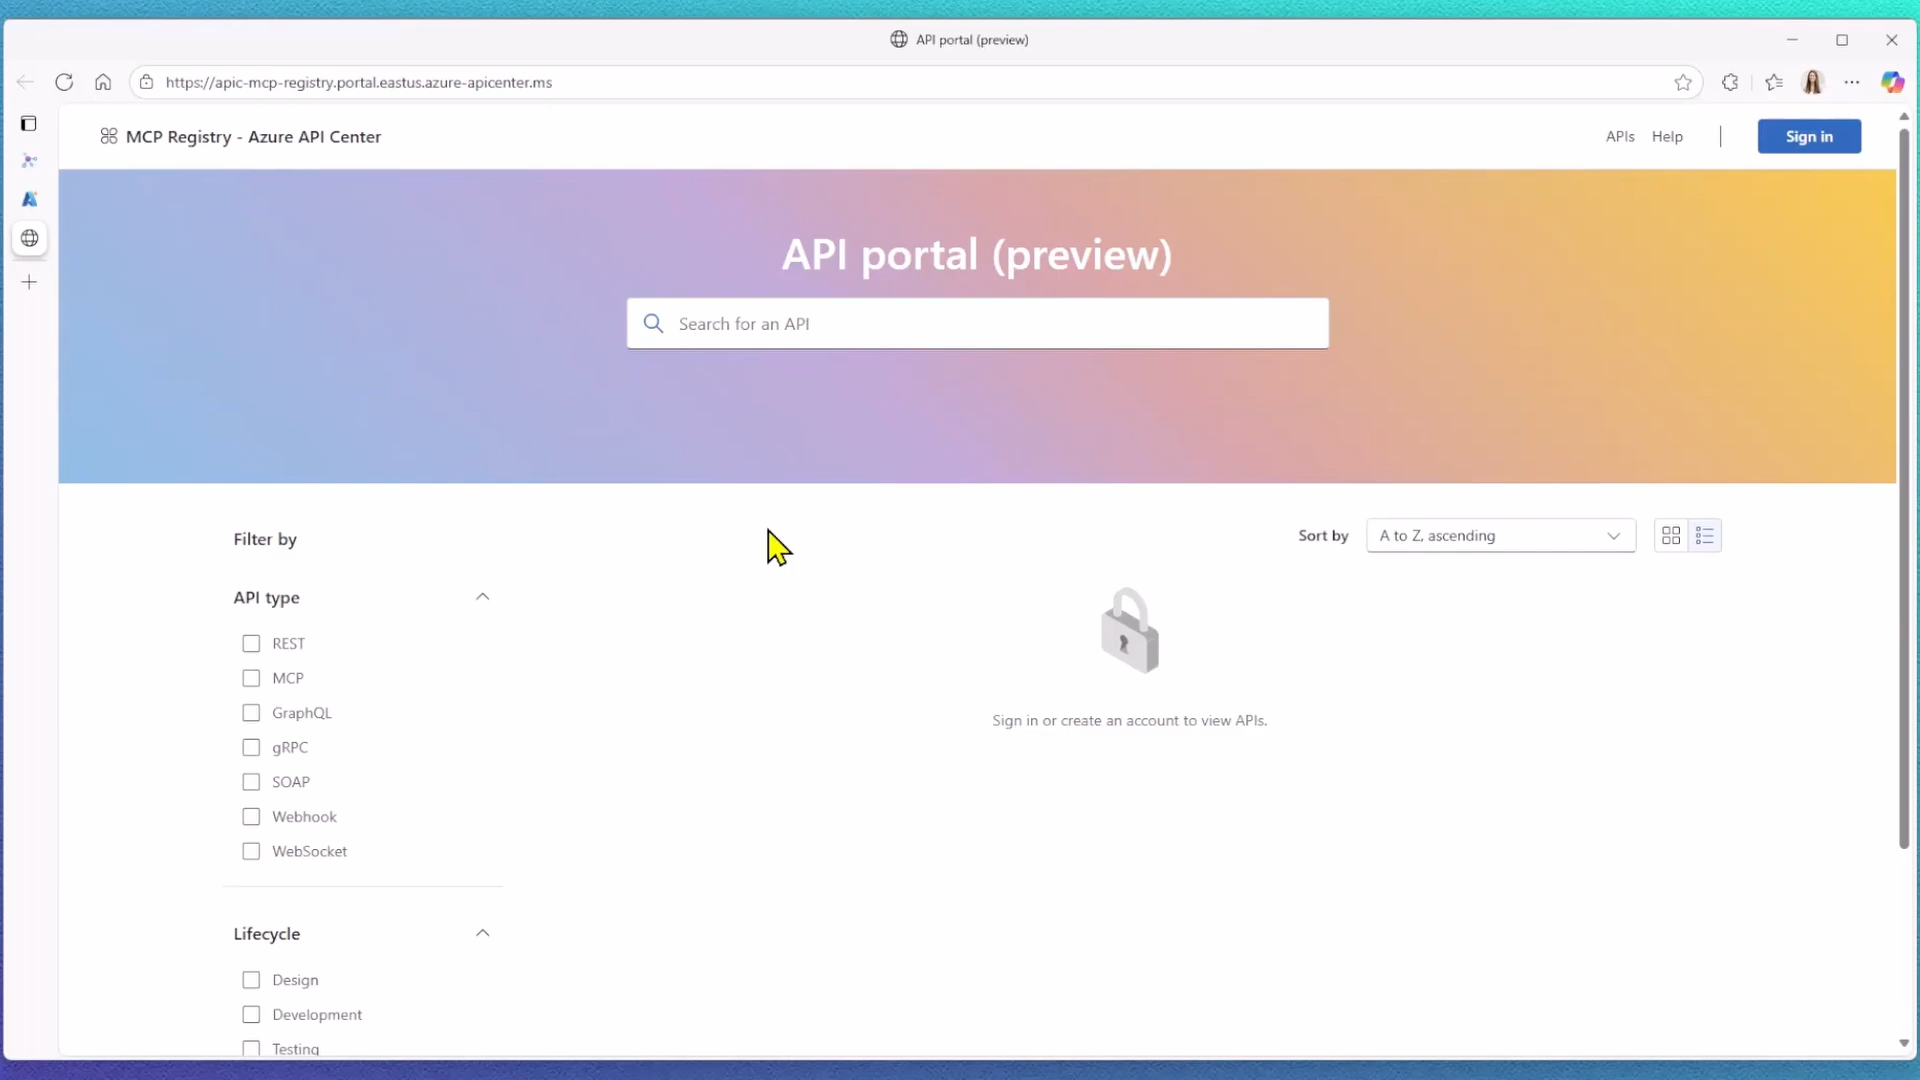 API portal (preview)
https://apic-mcp-registry.portal.eastus.azure-apicenter.ms
MCP Registry - Azure API Center
APIs
Help
Sign in
API portal (preview)
Search for an API
Filter by
Sort by
A to Z, ascending
API type
REST
MCP
GraphQL
gRPC
SOAP
Webhook
WebSocket
Sign in or create an account to view APIs.
Lifecycle
Design
Development
Testing